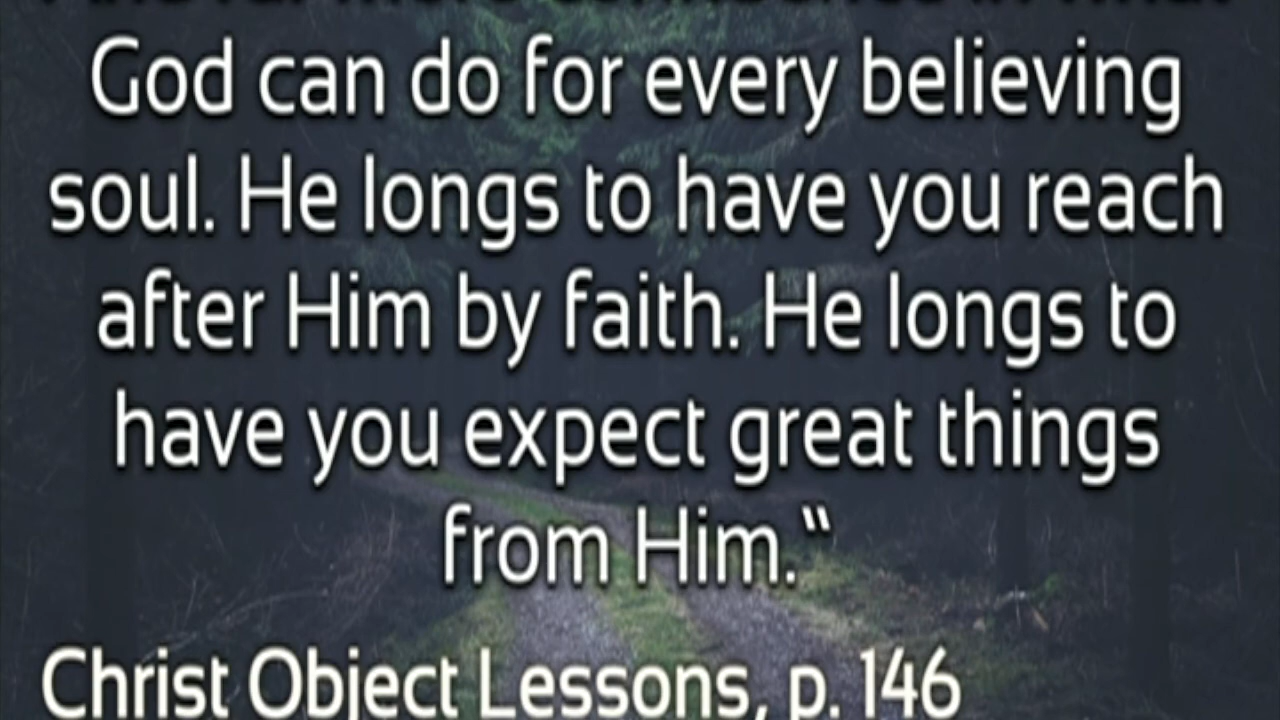 God can do for every believing
soul. He longs to have you reach
after Him by faith. He longs to
have you expect great things
from Him.“
Christ Object Lessons, p. 146